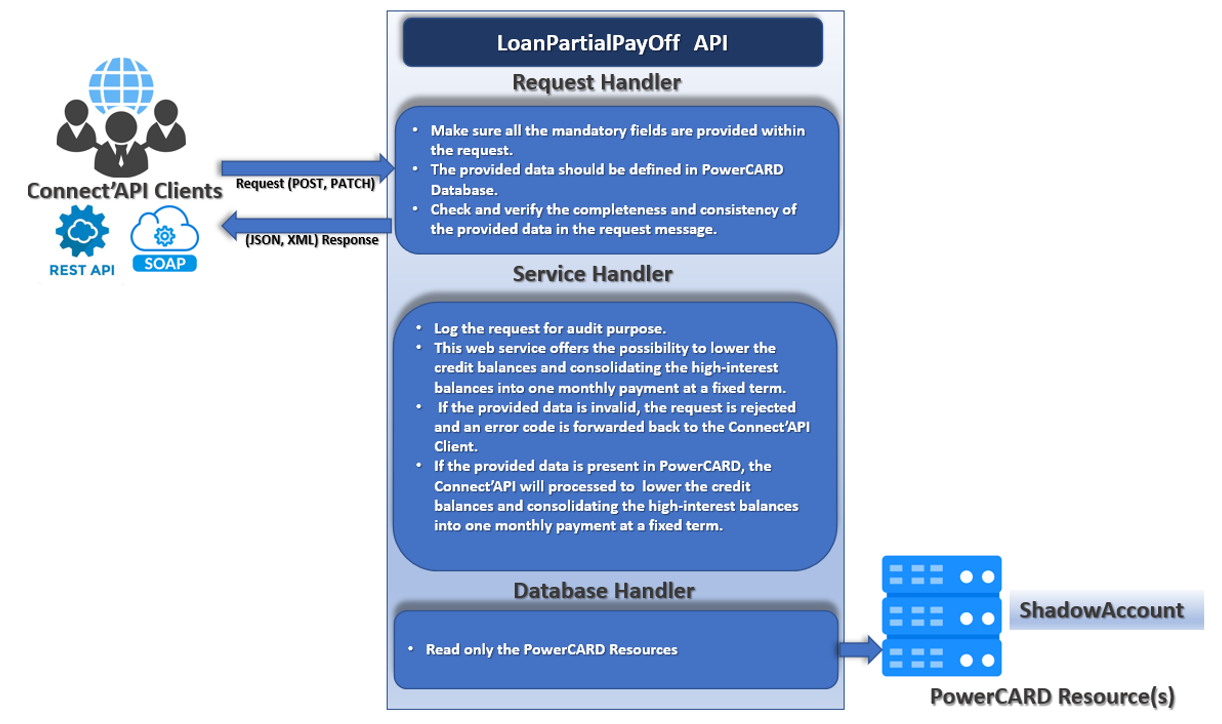 LoanPartialPayOff API
Request Handler
• Make sure all the mandatory fields are provided within
the request.
• The provided data should be defined in PowerCARD
Database.
• Check and verify the completeness and consistency of
the provided data in the request message.
Connect'API Clients
REST API
SOAP
Request (POST, PATCH)
(JSON, XML) Response
Service Handler
• Log the request for audit purpose.
• This web service offers the possibility to lower the
credit balances and consolidating the high-interest
balances into one monthly payment at a fixed term.
• If the provided data is invalid, the request is rejected
and an error code is forwarded back to the Connect'API
Client.
• If the provided data is present in PowerCARD, the
Connect'API will processed to lower the credit
balances and consolidating the high-interest balances
into one monthly payment at a fixed term.
Database Handler
• Read only the PowerCARD Resources
ShadowAccount
PowerCARD Resource(s)